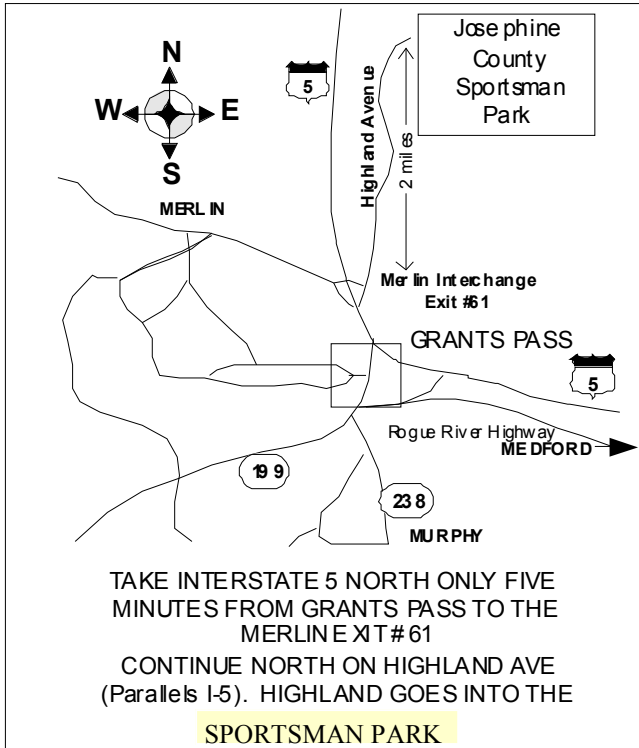 Josephine
County
Sportsman
Park
N
W E
S
5
Highland Avenue
2 miles
MERLIN
Merlin Interchange
Exit #61
GRANTS PASS
5
Rogue River Highway
MEDFORD
199
238
MURPHY
TAKE INTERSTATE 5 NORTH ONLY FIVE
MINUTES FROM GRANTS PASS TO THE
MERLIN EXIT # 61
CONTINUE NORTH ON HIGHLAND AVE
(Parallels I-5). HIGHLAND GOES INTO THE
SPORTSMAN PARK